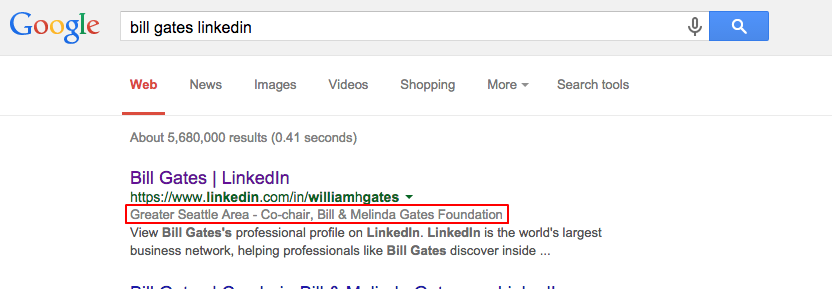 Google
bill gates linkedin
Web News Images Videos Shopping More Search tools
About 5,680,000 results (0.41 seconds)
Bill Gates | LinkedIn
https://www.linkedin.com/in/williamhgates
Greater Seattle Area - Co-chair, Bill & Melinda Gates Foundation
View Bill Gates's professional profile on LinkedIn. LinkedIn is the world's largest
business network, helping professionals like Bill Gates discover inside ...